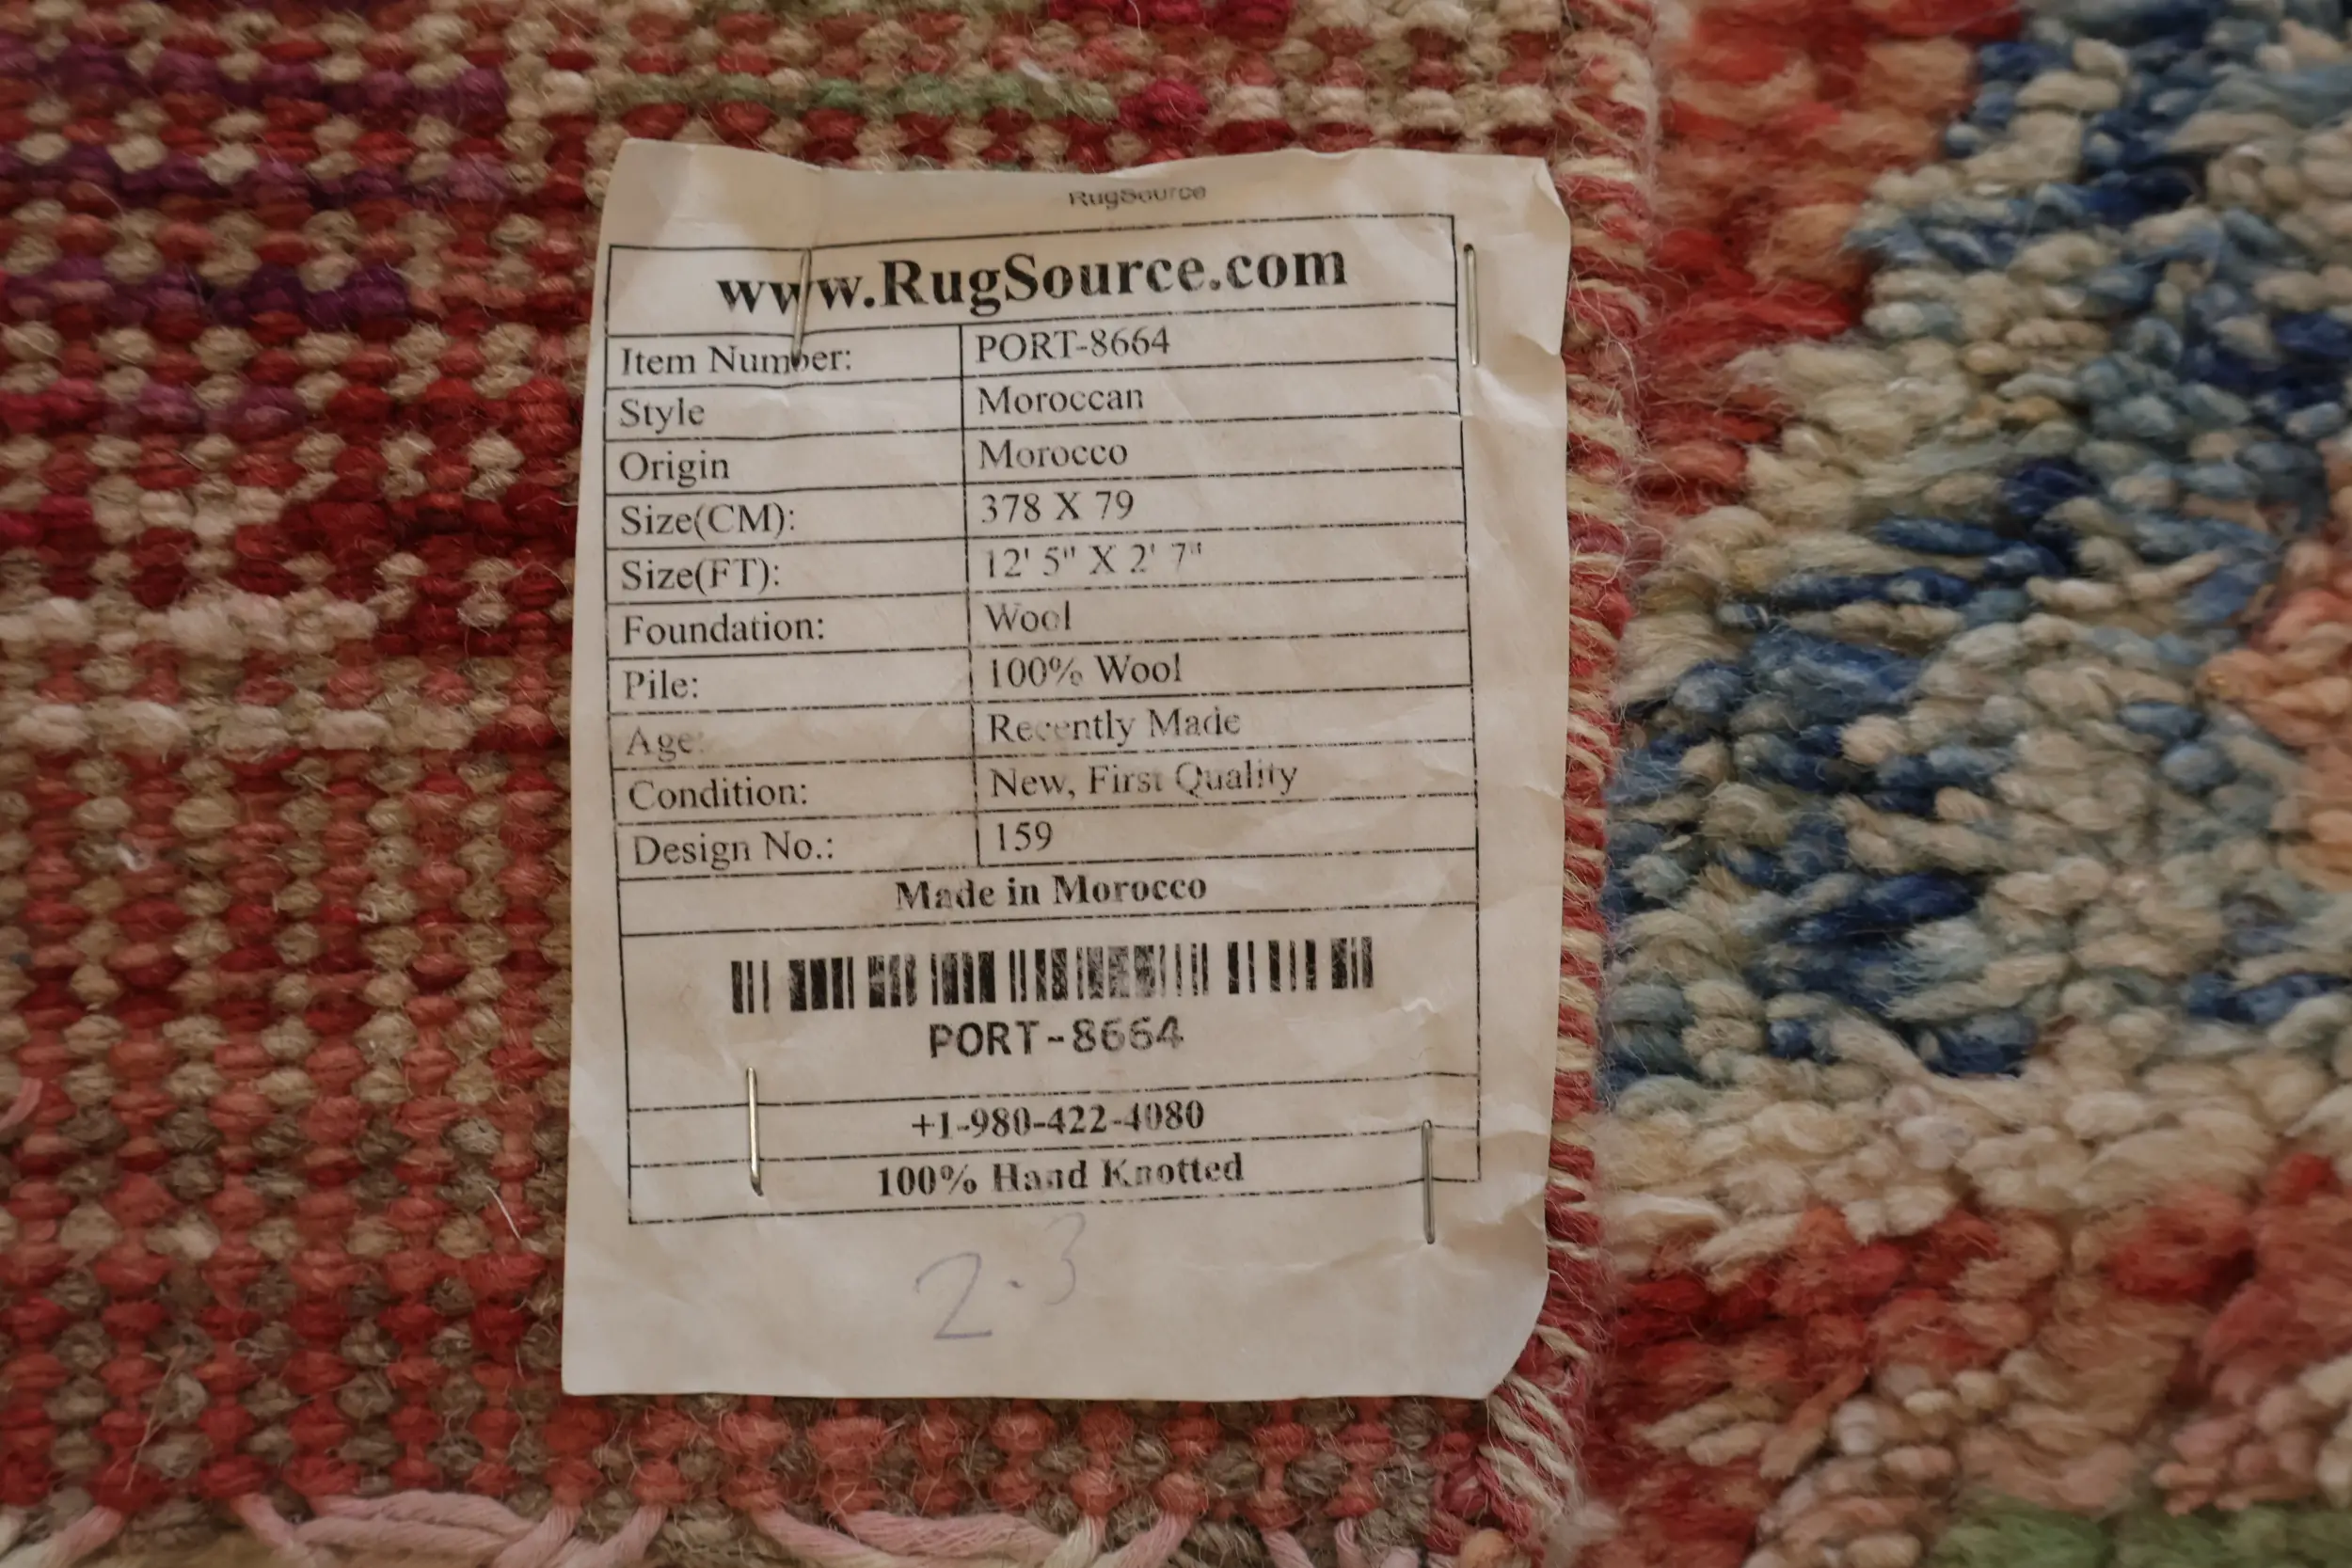 RugSource
www.RugSource.com
Item Number: PORT-8664
Style Moroccan
Origin Morocco
Size(CM): 378 X 79
Size(FT): 12' 5" X 2' 7"
Foundation: Wool
Pile: 100% Wool
Age: Recently Made
Condition: New, First Quality
Design No.: 159
Made in Morocco
PORT-8664
+1-980-422-4080
100% Hand Knotted
2.3